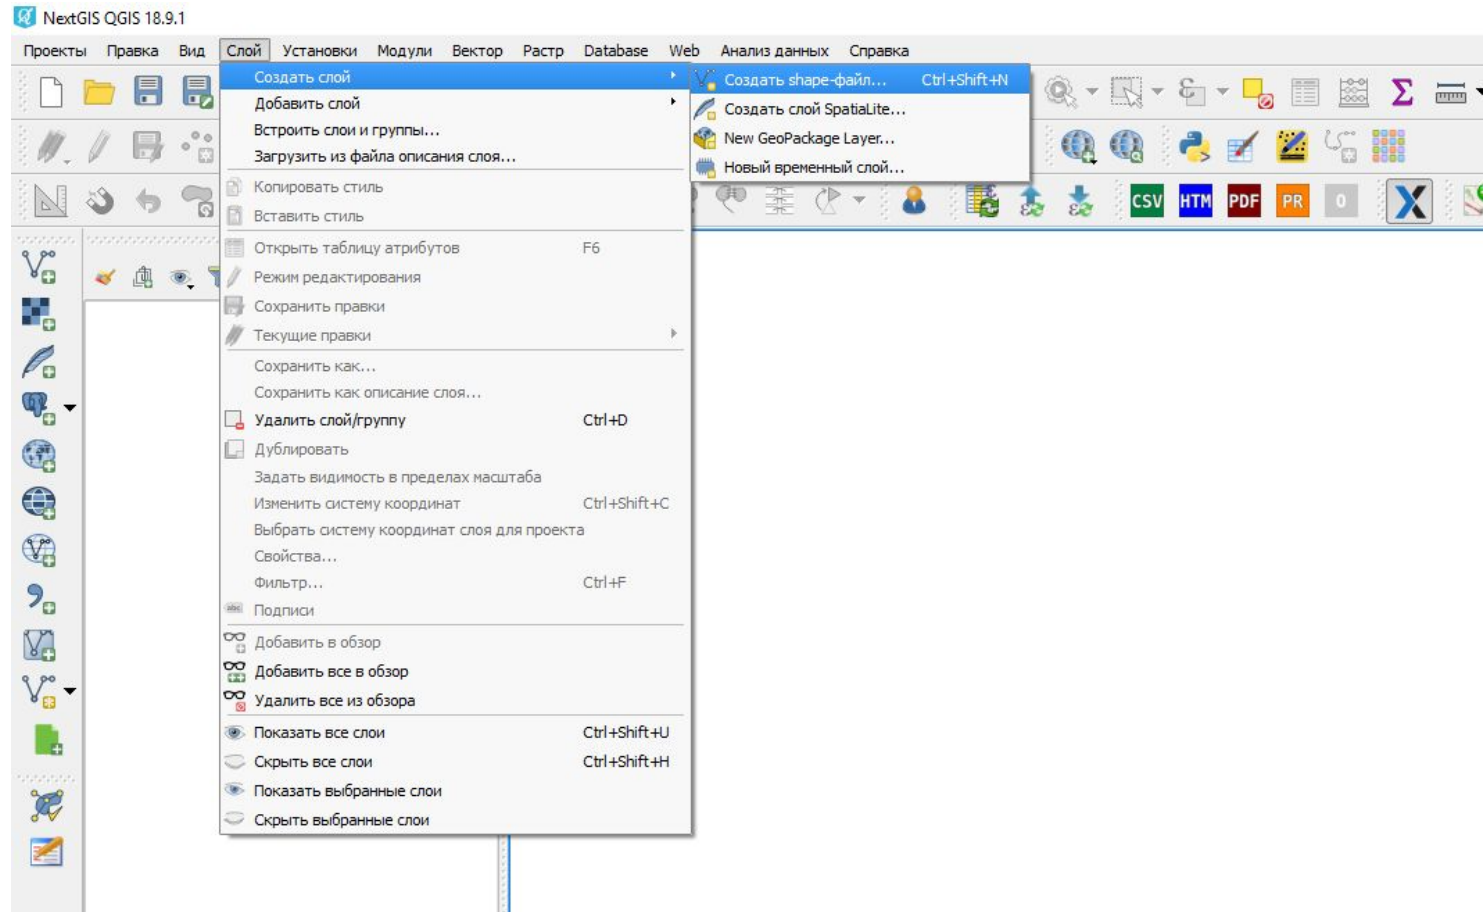 NextGIS QGIS 18.9.1
Проекты Правка Вид Слой Установки Модули Вектор Растр Database Web Анализ данных Справка
Создать слой
Добавить слой
Встроить слои и группы...
Загрузить из файла описания слоя...
Копировать стиль
Вставить стиль
Открыть таблицу атрибутов F6
Режим редактирования
Сохранить правки
Текущие правки
Сохранить как...
Сохранить как описание слоя...
Удалить слой/группу Ctrl+D
Дублировать
Задать видимость в пределах масштаба
Изменить систему координат Ctrl+Shift+C
Выбрать систему координат слоя для проекта
Свойства...
Фильтр... Ctrl+F
abc Подписи
Добавить в обзор
Добавить все в обзор
Удалить все из обзора
Показать все слои Ctrl+Shift+U
Скрыть все слои Ctrl+Shift+H
Показать выбранные слои
Скрыть выбранные слои
Создать shape-файл... Ctrl+Shift+N
Создать слой SpatiaLite...
New GeoPackage Layer...
Новый временный слой...
CSV HTM PDF PR 0 X